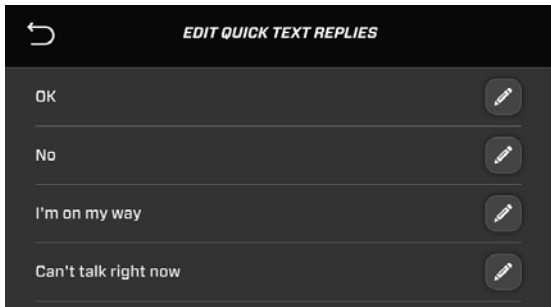 EDIT QUICK TEXT REPLIES
OK
No
I'm on my way
Can't talk right now